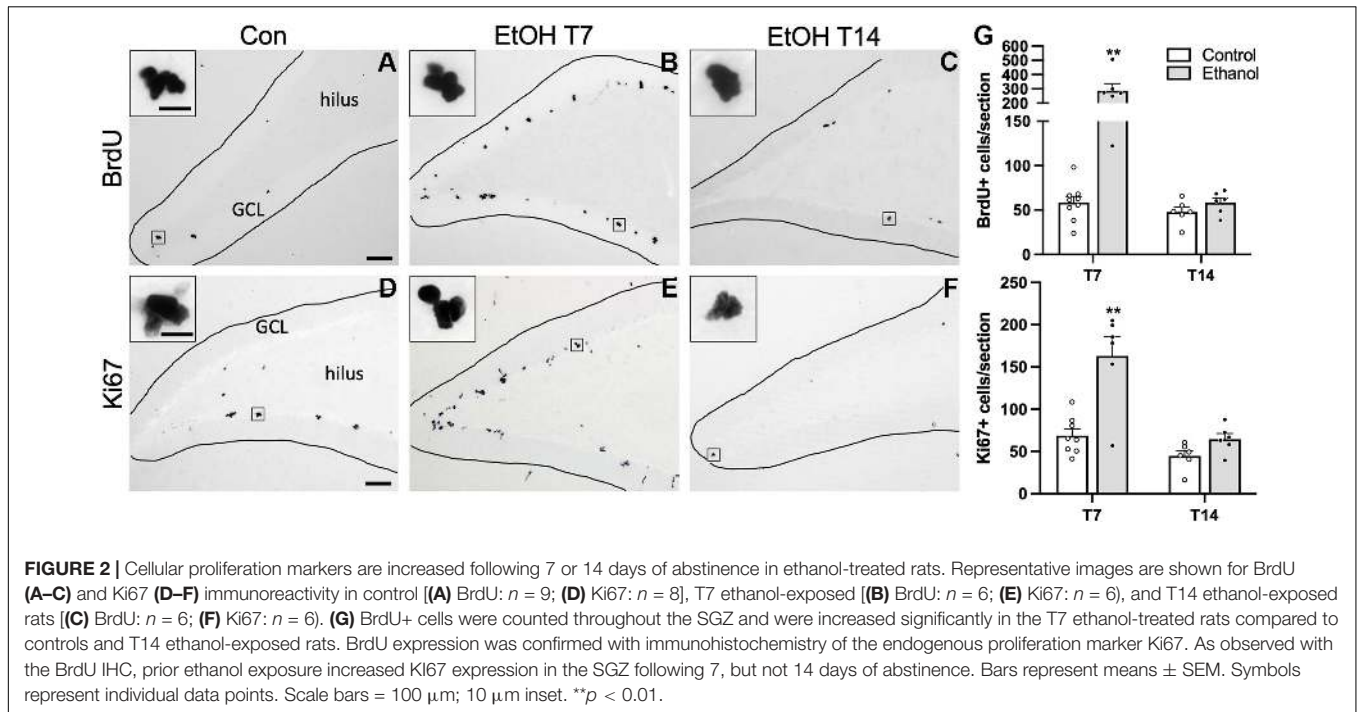 Con EtOH T7 EtOH T14
BrdU
A
hilus
GCL
B
C
Ki67
D
GCL
hilus
E
F
G
Control
Ethanol
BrdU+ cells/section
600
500
400
300
200
150
100
50
0
**
T7 T14
Ki67+ cells/section
250
200
150
100
50
0
**
T7 T14
FIGURE 2 | Cellular proliferation markers are increased following 7 or 14 days of abstinence in ethanol-treated rats. Representative images are shown for BrdU
(A–C) and Ki67 (D–F) immunoreactivity in control [(A) BrdU: n = 9; (D) Ki67: n = 8], T7 ethanol-exposed [(B) BrdU: n = 6; (E) Ki67: n = 6), and T14 ethanol-exposed
rats [(C) BrdU: n = 6; (F) Ki67: n = 6). (G) BrdU+ cells were counted throughout the SGZ and were increased significantly in the T7 ethanol-treated rats compared to
controls and T14 ethanol-exposed rats. BrdU expression was confirmed with immunohistochemistry of the endogenous proliferation marker Ki67. As observed with
the BrdU IHC, prior ethanol exposure increased KI67 expression in the SGZ following 7, but not 14 days of abstinence. Bars represent means ± SEM. Symbols
represent individual data points. Scale bars = 100 μm; 10 μm inset. **p < 0.01.